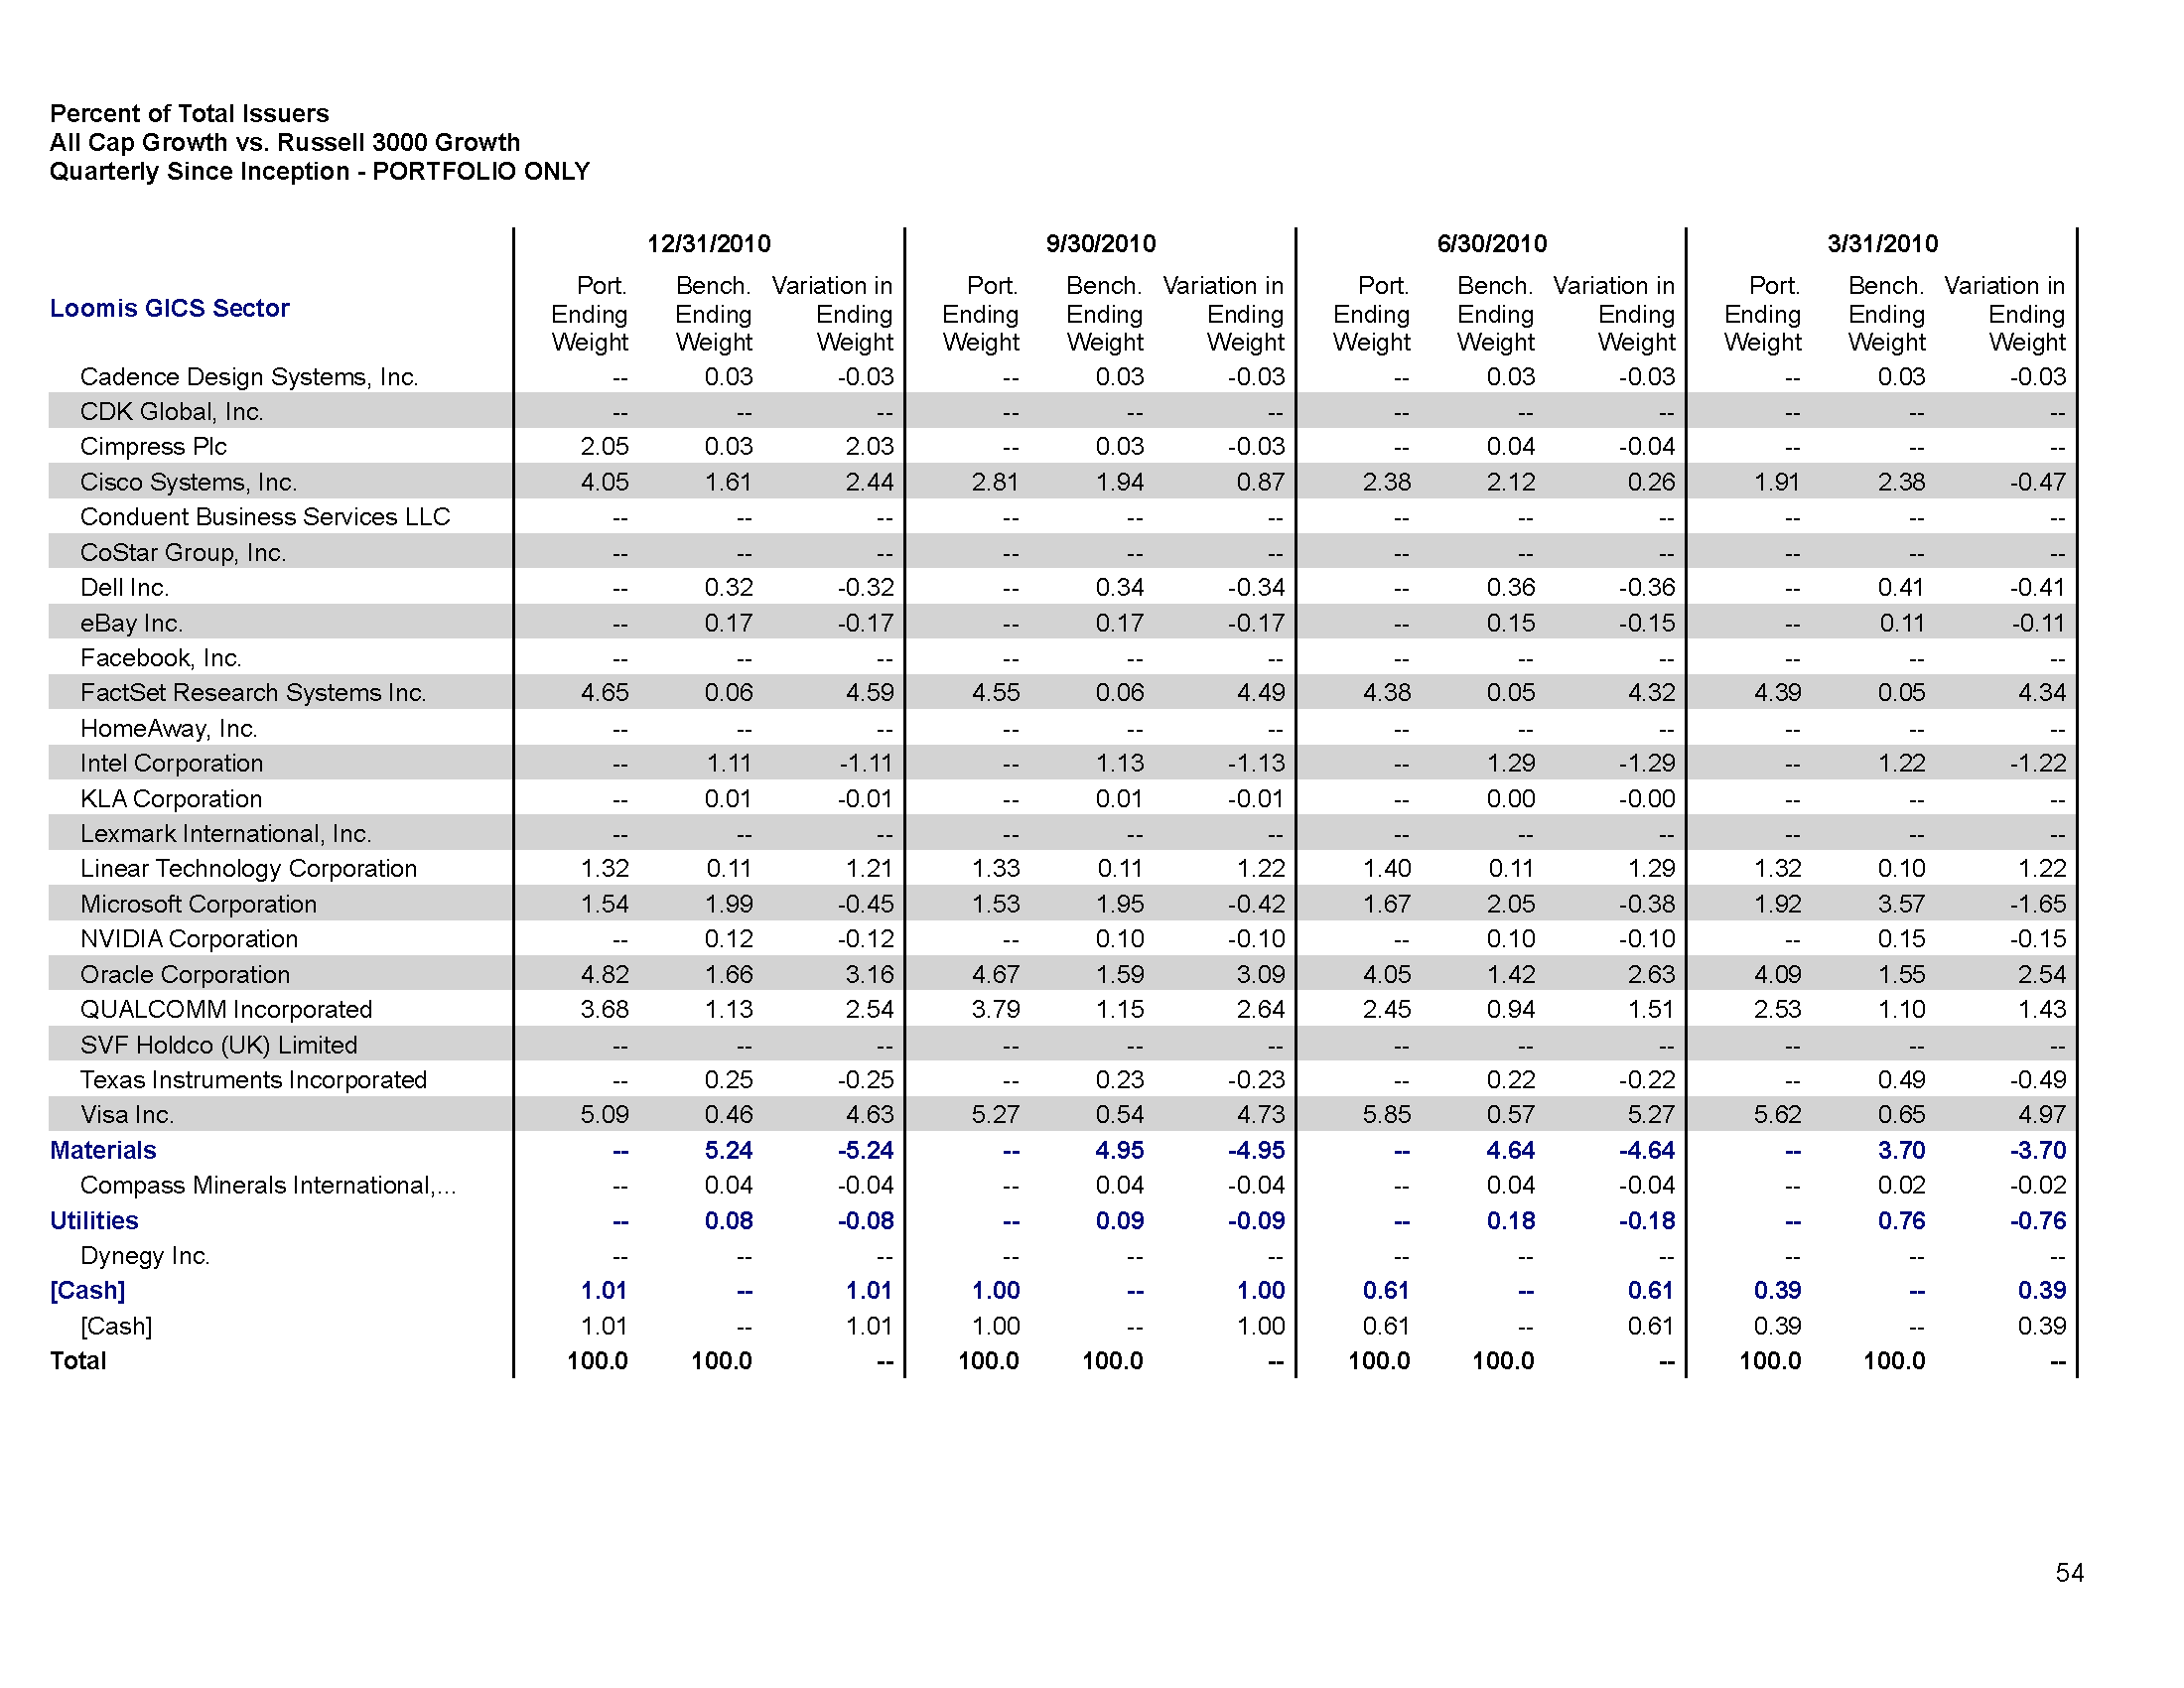 Percent of Total Issuers
All Cap Growth vs. Russell 3000 Growth
Quarterly Since Inception - PORTFOLIO ONLY
12/31/2010 9/30/2010 6/30/2010 3/31/2010
Port. Bench. Variation in Port. Bench. Variation in Port. Bench. Variation in Port. Bench. Variation in
Loomis GICS Sector Ending Ending Ending Ending Ending Ending Ending Ending Ending Ending Ending Ending
Weight Weight Weight Weight Weight Weight Weight Weight Weight Weight Weight Weight
Cadence Design Systems, Inc. -- 0.03 -0.03 -- 0.03 -0.03 -- 0.03 -0.03 -- 0.03 -0.03
CDK Global, Inc. -- -- -- -- -- -- -- -- -- -- -- --
Cimpress Plc 2.05 0.03 2.03 -- 0.03 -0.03 -- 0.04 -0.04 -- -- --
Cisco Systems, Inc. 4.05 1.61 2.44 2.81 1.94 0.87 2.38 2.12 0.26 1.91 2.38 -0.47
Conduent Business Services LLC -- -- -- -- -- -- -- -- -- -- -- --
CoStar Group, Inc. -- -- -- -- -- -- -- -- -- -- -- --
Dell Inc. -- 0.32 -0.32 -- 0.34 -0.34 -- 0.36 -0.36 -- 0.41 -0.41
eBay Inc. -- 0.17 -0.17 -- 0.17 -0.17 -- 0.15 -0.15 -- 0.11 -0.11
Facebook, Inc. -- -- -- -- -- -- -- -- -- -- -- --
FactSet Research Systems Inc. 4.65 0.06 4.59 4.55 0.06 4.49 4.38 0.05 4.32 4.39 0.05 4.34
HomeAway, Inc. -- -- -- -- -- -- -- -- -- -- -- --
Intel Corporation -- 1.11 -1.11 -- 1.13 -1.13 -- 1.29 -1.29 -- 1.22 -1.22
KLA Corporation -- 0.01 -0.01 -- 0.01 -0.01 -- 0.00 -0.00 -- -- --
Lexmark International, Inc. -- -- -- -- -- -- -- -- -- -- -- --
Linear Technology Corporation 1.32 0.11 1.21 1.33 0.11 1.22 1.40 0.11 1.29 1.32 0.10 1.22
Microsoft Corporation 1.54 1.99 -0.45 1.53 1.95 -0.42 1.67 2.05 -0.38 1.92 3.57 -1.65
NVIDIA Corporation -- 0.12 -0.12 -- 0.10 -0.10 -- 0.10 -0.10 -- 0.15 -0.15
Oracle Corporation 4.82 1.66 3.16 4.67 1.59 3.09 4.05 1.42 2.63 4.09 1.55 2.54
QUALCOMM Incorporated 3.68 1.13 2.54 3.79 1.15 2.64 2.45 0.94 1.51 2.53 1.10 1.43
SVF Holdco (UK) Limited -- -- -- -- -- -- -- -- -- -- -- --
Texas Instruments Incorporated -- 0.25 -0.25 -- 0.23 -0.23 -- 0.22 -0.22 -- 0.49 -0.49
Visa Inc. 5.09 0.46 4.63 5.27 0.54 4.73 5.85 0.57 5.27 5.62 0.65 4.97
Materials -- 5.24 -5.24 -- 4.95 -4.95 -- 4.64 -4.64 -- 3.70 -3.70
Compass Minerals International,... -- 0.04 -0.04 -- 0.04 -0.04 -- 0.04 -0.04 -- 0.02 -0.02
Utilities -- 0.08 -0.08 -- 0.09 -0.09 -- 0.18 -0.18 -- 0.76 -0.76
Dynegy Inc. -- -- -- -- -- -- -- -- -- -- -- --
[Cash] 1.01 -- 1.01 1.00 -- 1.00 0.61 -- 0.61 0.39 -- 0.39
[Cash] 1.01 -- 1.01 1.00 -- 1.00 0.61 -- 0.61 0.39 -- 0.39
Total 100.0 100.0 -- 100.0 100.0 -- 100.0 100.0 -- 100.0 100.0 --
54